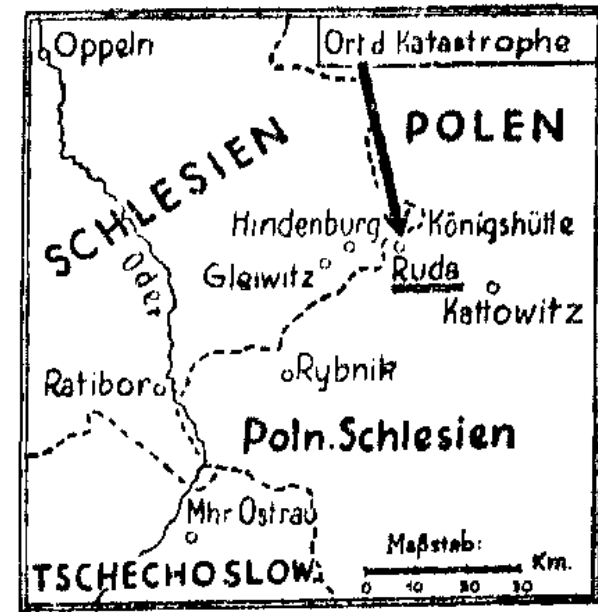 Oppeln
Ort d Katastrophe
POLEN
SCHLESIEN
Oder
Hindenburg
Königshütte
Gleiwitz
Ruda
Kattowitz
Ratibor
Rybnik
Poln. Schlesien
Mhr Ostrau
TSCHECHOSLOW.
Maßstab:
0 10 20 30 Km.